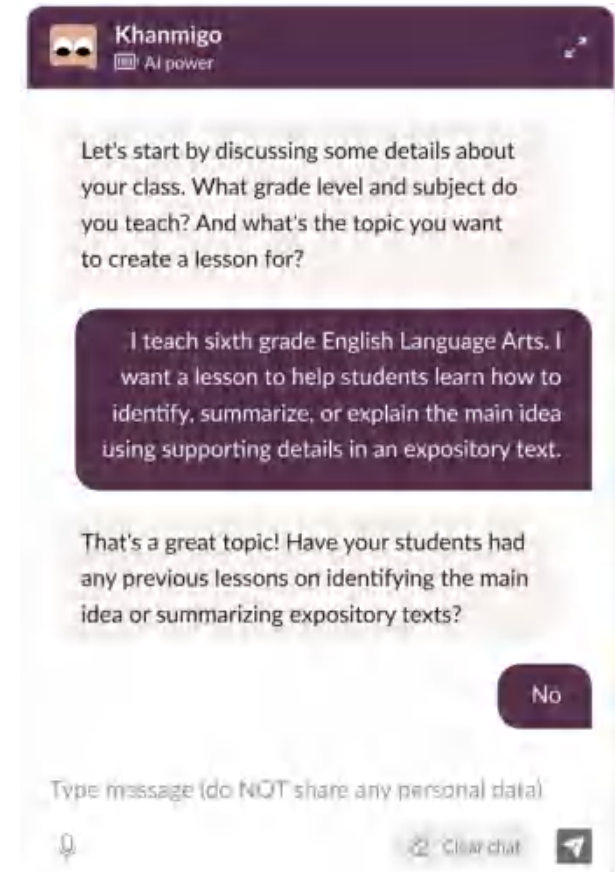 Khanmigo
AI power
Let's start by discussing some details about
your class. What grade level and subject do
you teach? And what's the topic you want
to create a lesson for?
I teach sixth grade English Language Arts. I
want a lesson to help students learn how to
identify, summarize, or explain the main idea
using supporting details in an expository text.
That's a great topic! Have your students had
any previous lessons on identifying the main
idea or summarizing expository texts?
No
Type message (do NOT share any personal data)
Clear chat